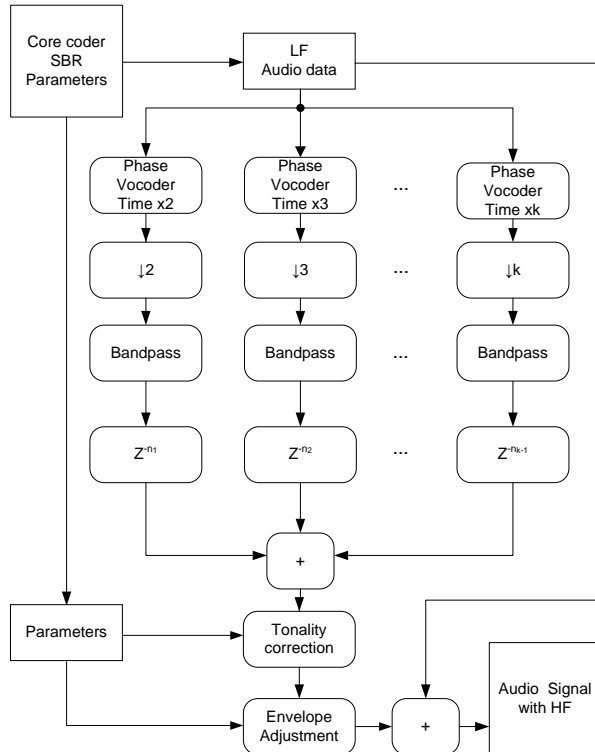 Core coder
SBR
Parameters
LF
Audio data
Phase
Vocoder
Time x2
Phase
Vocoder
Time x3
...
Phase
Vocoder
Time xk
↓2
↓3
...
↓k
Bandpass
Bandpass
...
Bandpass
Z^-n₁
Z^-n₂
...
Z^-nₖ₋₁
+
Parameters
Tonality
correction
Envelope
Adjustment
+
Audio Signal
with HF